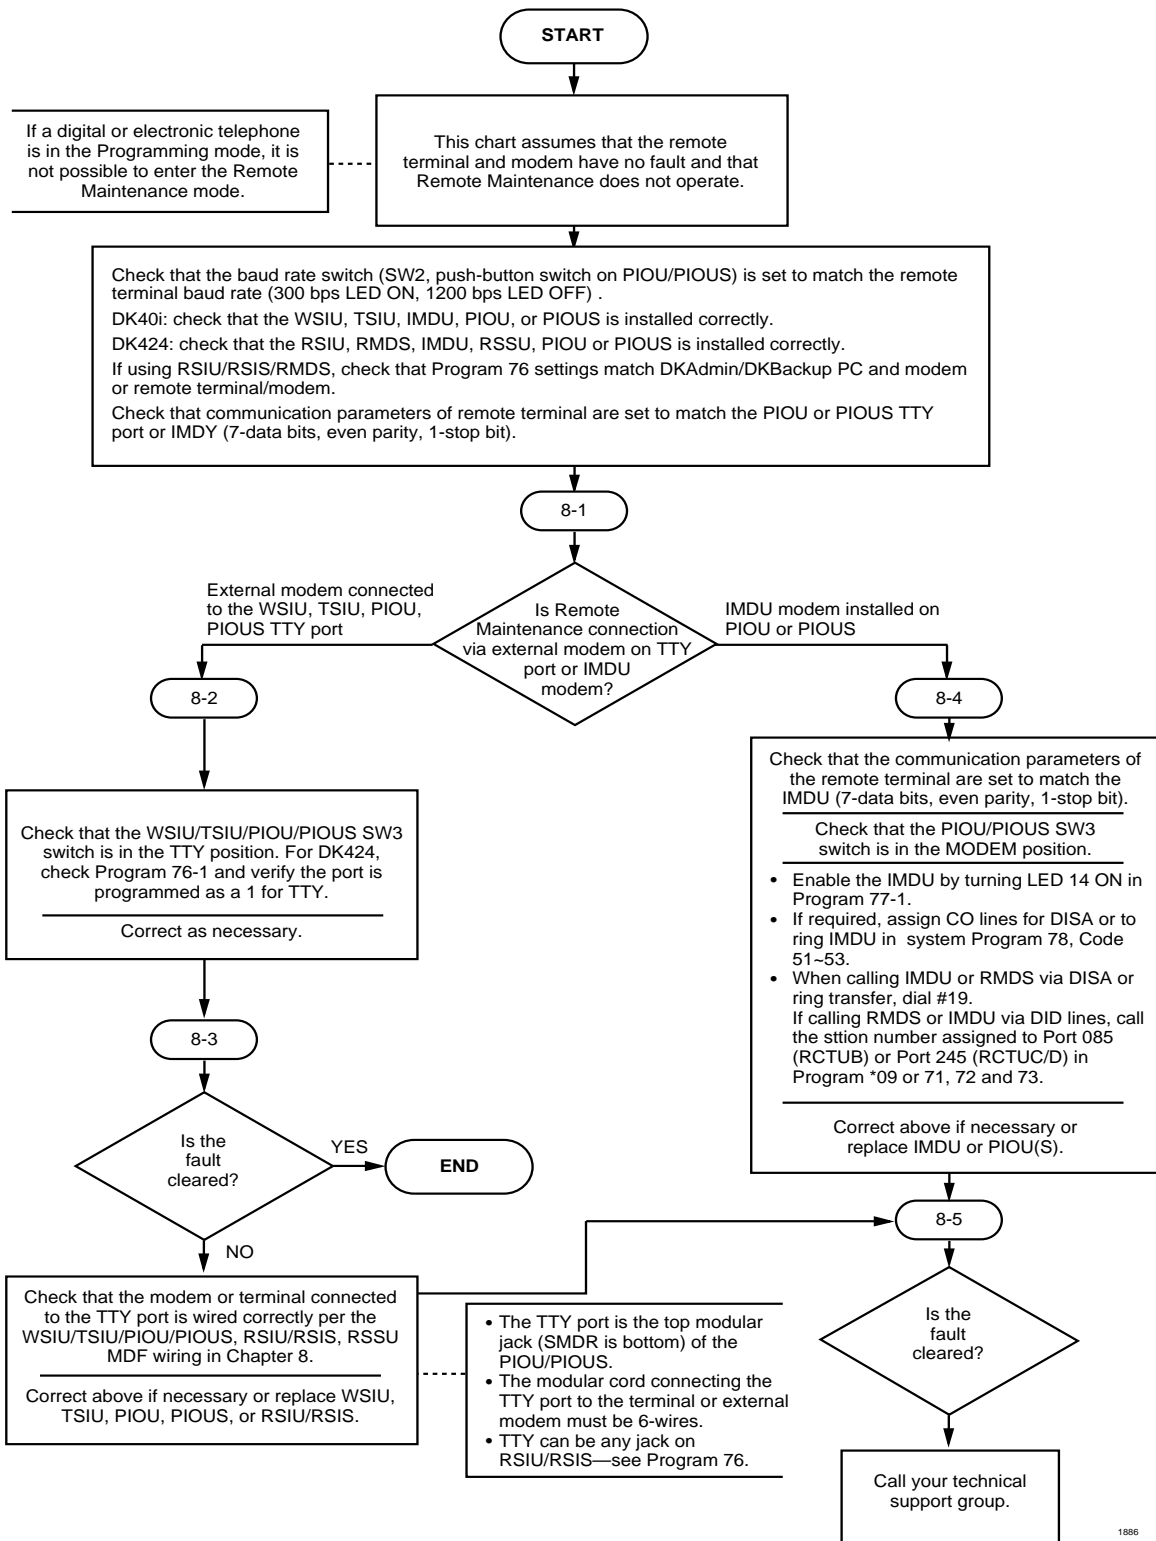 START
If a digital or electronic telephone
is in the Programming mode, it is
not possible to enter the Remote
Maintenance mode.
This chart assumes that the remote
terminal and modem have no fault and that
Remote Maintenance does not operate.
Check that the baud rate switch (SW2, push-button switch on PIOU/PIOUS) is set to match the remote
terminal baud rate (300 bps LED ON, 1200 bps LED OFF) .
DK40i: check that the WSIU, TSIU, IMDU, PIOU, or PIOUS is installed correctly.
DK424: check that the RSIU, RMDS, IMDU, RSSU, PIOU or PIOUS is installed correctly.
If using RSIU/RSIS/RMDS, check that Program 76 settings match DKAdmin/DKBackup PC and modem
or remote terminal/modem.
Check that communication parameters of remote terminal are set to match the PIOU or PIOUS TTY
port or IMDY (7-data bits, even parity, 1-stop bit).
8-1
External modem connected
to the WSIU, TSIU, PIOU,
PIOUS TTY port
Is Remote
Maintenance connection
via external modem on TTY
port or IMDU
modem?
IMDU modem installed on
PIOU or PIOUS
8-2
Check that the WSIU/TSIU/PIOU/PIOUS SW3
switch is in the TTY position. For DK424,
check Program 76-1 and verify the port is
programmed as a 1 for TTY.
Correct as necessary.
8-3
Is the
fault
cleared?
YES
END
NO
Check that the modem or terminal connected
to the TTY port is wired correctly per the
WSIU/TSIU/PIOU/PIOUS, RSIU/RSIS, RSSU
MDF wiring in Chapter 8.
Correct above if necessary or replace WSIU,
TSIU, PIOU, PIOUS, or RSIU/RSIS.
• The TTY port is the top modular
jack (SMDR is bottom) of the
PIOU/PIOUS.
• The modular cord connecting the
TTY port to the terminal or external
modem must be 6-wires.
• TTY can be any jack on
RSIU/RSIS—see Program 76.
8-4
Check that the communication parameters of
the remote terminal are set to match the
IMDU (7-data bits, even parity, 1-stop bit).
Check that the PIOU/PIOUS SW3
switch is in the MODEM position.
• Enable the IMDU by turning LED 14 ON in
Program 77-1.
• If required, assign CO lines for DISA or to
ring IMDU in system Program 78, Code
51~53.
• When calling IMDU or RMDS via DISA or
ring transfer, dial #19.
If calling RMDS or IMDU via DID lines, call
the sttion number assigned to Port 085
(RCTUB) or Port 245 (RCTUC/D) in
Program *09 or 71, 72 and 73.
Correct above if necessary or
replace IMDU or PIOU(S).
8-5
Is the
fault
cleared?
Call your technical
support group.
1886